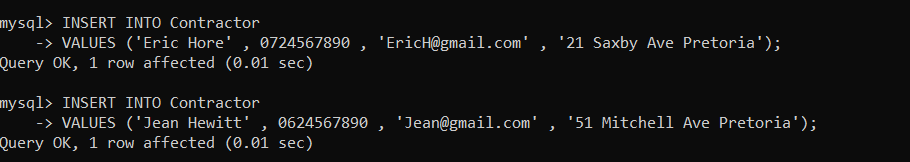 mysql> INSERT INTO Contractor
-> VALUES ('Eric Hore' , 0724567890 , 'EricH@gmail.com' , '21 Saxby Ave Pretoria');
Query OK, 1 row affected (0.01 sec)
mysql> INSERT INTO Contractor
-> VALUES ('Jean Hewitt' , 0624567890 , 'Jean@gmail.com' , '51 Mitchell Ave Pretoria');
Query OK, 1 row affected (0.01 sec)